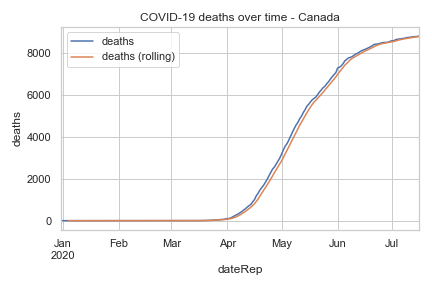 COVID-19 deaths over time - Canada
deaths
deaths (rolling)
8000
6000
4000
2000
0
deaths
Jan Feb Mar Apr May Jun Jul
2020
dateRep